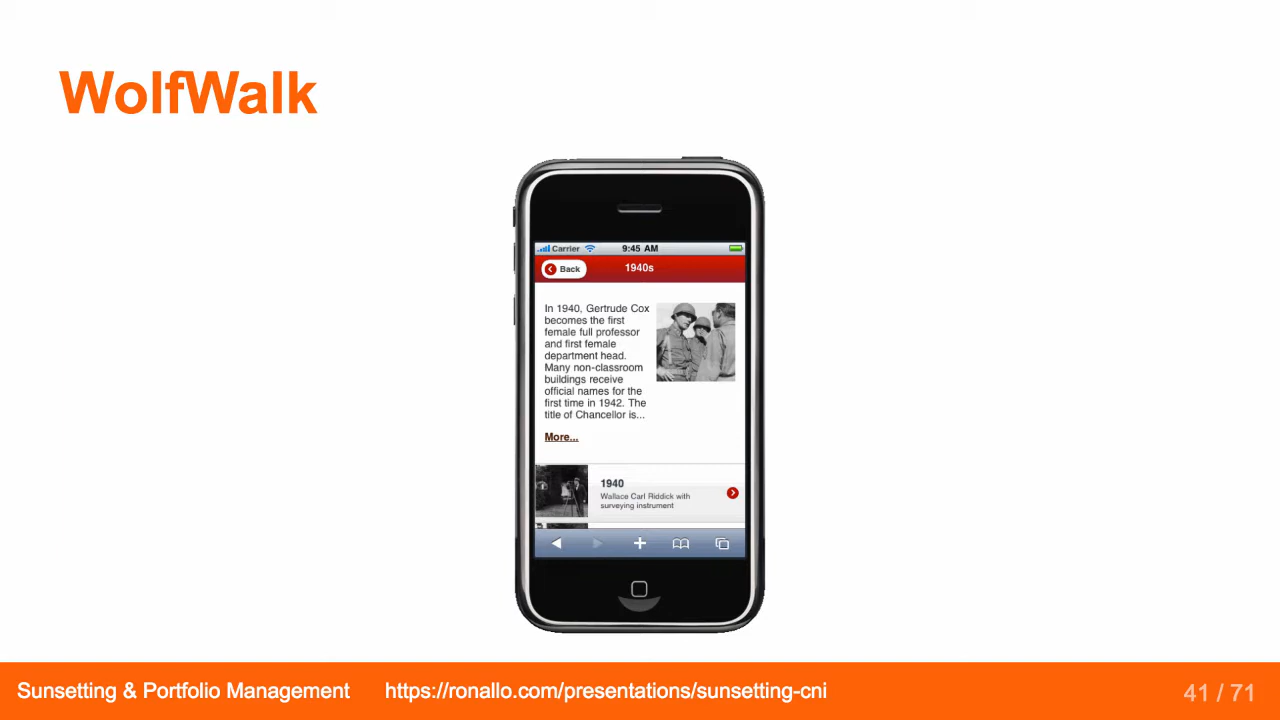 WolfWalk
Carrier 9:45 AM
Back 1940s
In 1940, Gertrude Cox
becomes the first
female full professor
and first female
department head.
Many non-classroom
buildings receive
official names for the
first time in 1942. The
title of Chancellor is...
More...
1940
Wallace Carl Riddick with
surveying instrument
Sunsetting & Portfolio Management https://ronallo.com/presentations/sunsetting-cni 41 / 71